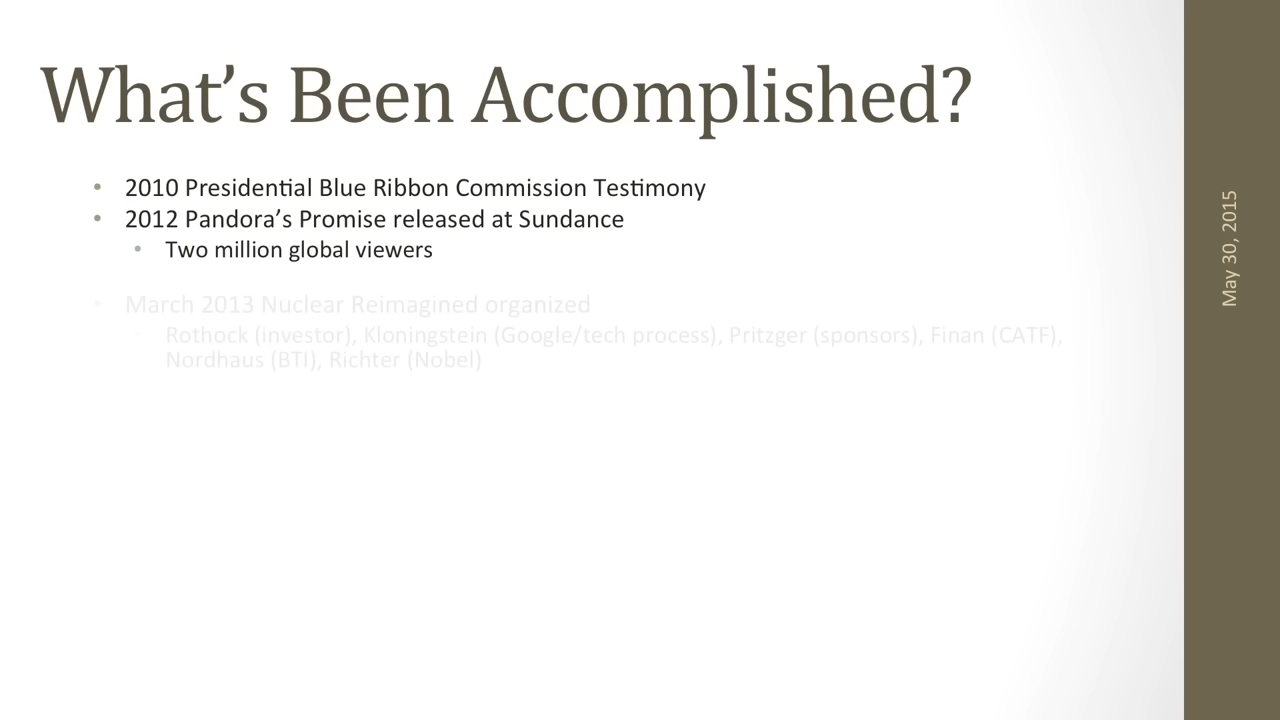 What's Been Accomplished?
• 2010 Presidential Blue Ribbon Commission Testimony
• 2012 Pandora's Promise released at Sundance
• Two million global viewers
• March 2013 Nuclear Reimagined organized
• Rothock (investor), Kloningstein (Google/tech process), Pritzger (sponsors), Finan (CATF),
Nordhaus (BTI), Richter (Nobel)
May 30, 2015